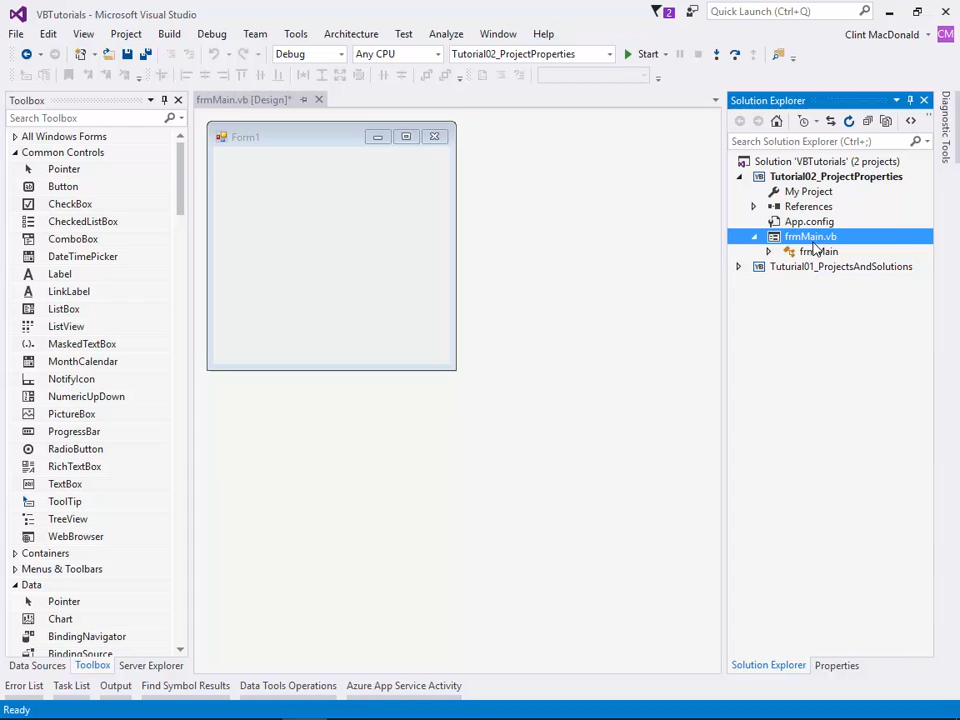 VBTutorials - Microsoft Visual Studio
2
Quick Launch (Ctrl+Q)
File Edit View Project Build Debug Team Tools Architecture Test Analyze Window Help
Clint MacDonald CM
Debug Any CPU Tutorial02_ProjectProperties Start
Toolbox
frmMain.vb [Design]*
Solution Explorer
Diagnostic Tools
Search Toolbox
Form1
Search Solution Explorer (Ctrl+;)
All Windows Forms
Common Controls
Pointer
Button
CheckBox
CheckedListBox
ComboBox
DateTimePicker
Label
LinkLabel
ListBox
ListView
MaskedTextBox
MonthCalendar
NotifyIcon
NumericUpDown
PictureBox
ProgressBar
RadioButton
RichTextBox
TextBox
ToolTip
TreeView
WebBrowser
Containers
Menus & Toolbars
Data
Pointer
Chart
BindingNavigator
BindingSource
Solution 'VBTutorials' (2 projects)
VB Tutorial02_ProjectProperties
My Project
References
App.config
frmMain.vb
frmMain
VB Tuturial01_ProjectsAndSolutions
Data Sources Toolbox Server Explorer
Solution Explorer Properties
Error List Task List Output Find Symbol Results Data Tools Operations Azure App Service Activity
Ready